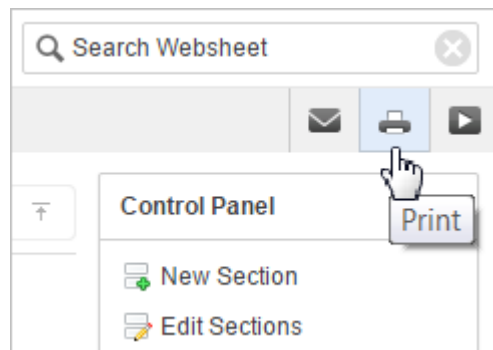 Search Websheet
Control Panel
Print
New Section
Edit Sections